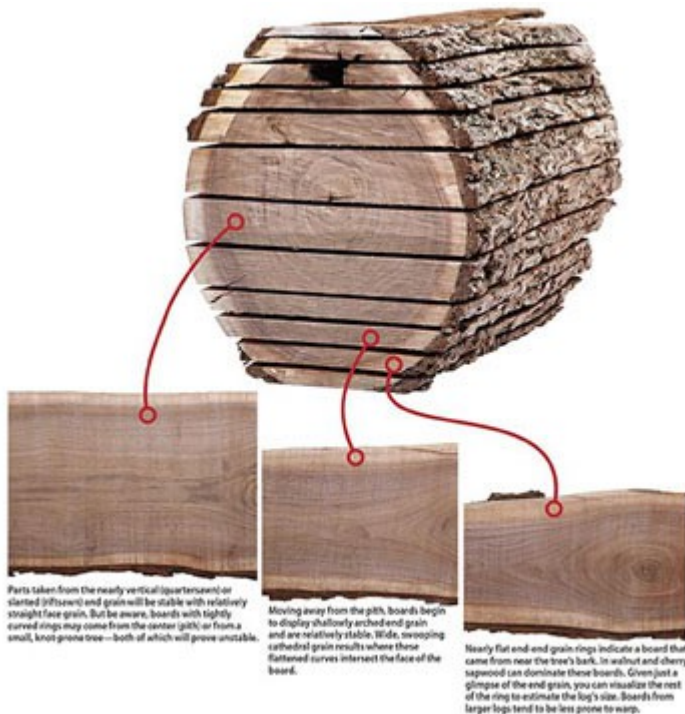 Parts taken from the nearly vertical (quartersawn) or
slanted (riftsawn) end grain will be stable with relatively
straight face grain. But be aware, boards with tightly
curved rings may come from the center (pith) or from a
small, knot-prone tree—both of which will prove unstable.
Moving away from the pith, boards begin
to display shallowly arched end grain
and are relatively stable. Wide, swooping
cathedral grain results where these
flattened curves intersect the face of the
board.
Nearly flat end-end grain rings indicate a board that
came from near the tree's bark. In walnut and cherry
sapwood can dominate these boards. Given just a
glimpse of the end grain, you can visualize the rest
of the ring to estimate the log's size. Boards from
larger logs tend to be less prone to warp.